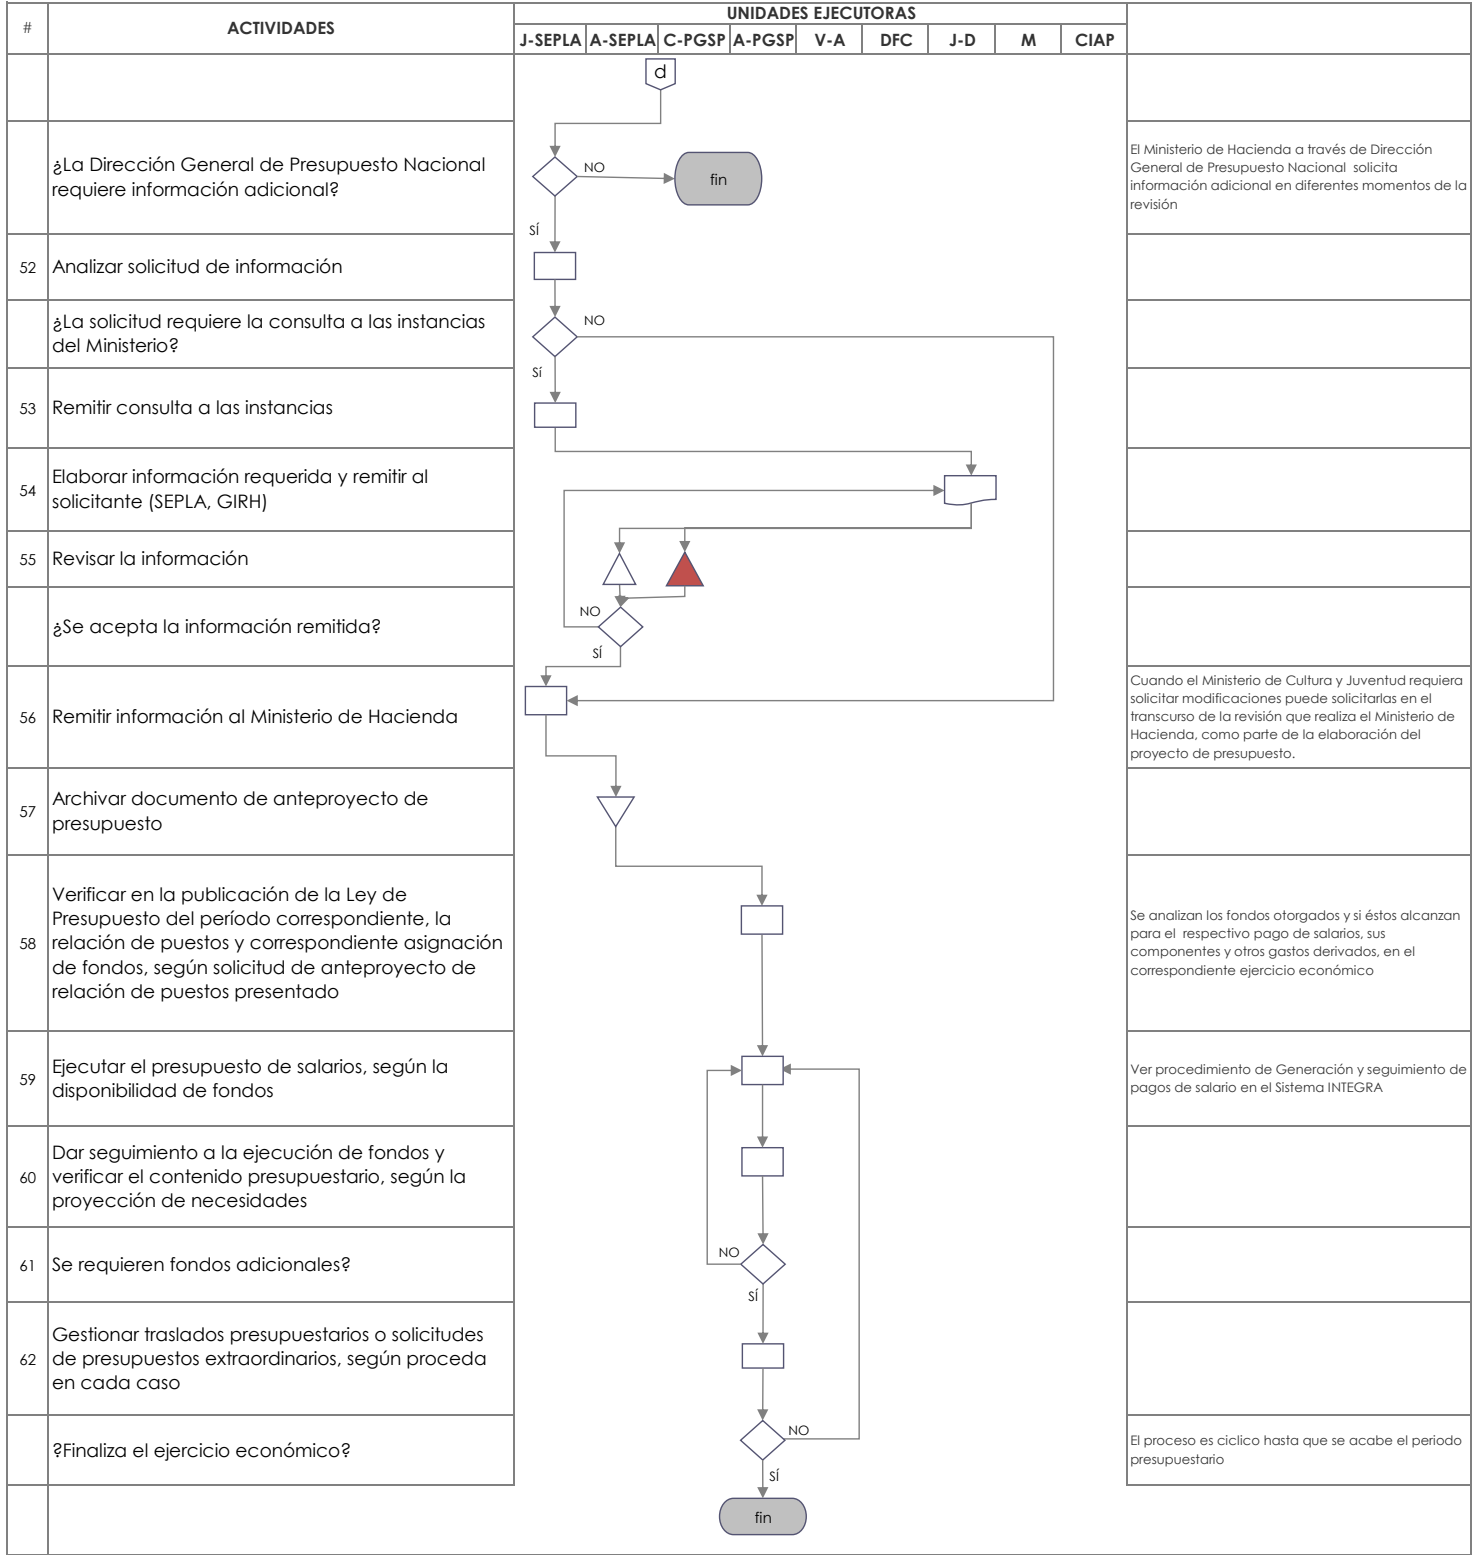 #
ACTIVIDADES
UNIDADES EJECUTORAS
J-SEPLA A-SEPLA C-PGSP A-PGSP V-A DFC J-D M CIAP
d
¿La Dirección General de Presupuesto Nacional
requiere información adicional?
NO
fin
SÍ
El Ministerio de Hacienda a través de Dirección
General de Presupuesto Nacional solicita
información adicional en diferentes momentos de la
revisión
52 Analizar solicitud de información
¿La solicitud requiere la consulta a las instancias
del Ministerio?
NO
SÍ
53 Remitir consulta a las instancias
54 Elaborar información requerida y remitir al
solicitante (SEPLA, GIRH)
55 Revisar la información
¿Se acepta la información remitida?
NO
SÍ
56 Remitir información al Ministerio de Hacienda
Cuando el Ministerio de Cultura y Juventud requiera
solicitar modificaciones puede solicitarlas en el
transcurso de la revisión que realiza el Ministerio de
Hacienda, como parte de la elaboración del
proyecto de presupuesto.
57 Archivar documento de anteproyecto de
presupuesto
58 Verificar en la publicación de la Ley de
Presupuesto del período correspondiente, la
relación de puestos y correspondiente asignación
de fondos, según solicitud de anteproyecto de
relación de puestos presentado
Se analizan los fondos otorgados y si éstos alcanzan
para el respectivo pago de salarios, sus
componentes y otros gastos derivados, en el
correspondiente ejercicio económico
59 Ejecutar el presupuesto de salarios, según la
disponibilidad de fondos
Ver procedimiento de Generación y seguimiento de
pagos de salario en el Sistema INTEGRA
60 Dar seguimiento a la ejecución de fondos y
verificar el contenido presupuestario, según la
proyección de necesidades
61 Se requieren fondos adicionales?
NO
SÍ
62 Gestionar traslados presupuestarios o solicitudes
de presupuestos extraordinarios, según proceda
en cada caso
?Finaliza el ejercicio económico?
NO
SÍ
El proceso es ciclico hasta que se acabe el periodo
presupuestario
fin